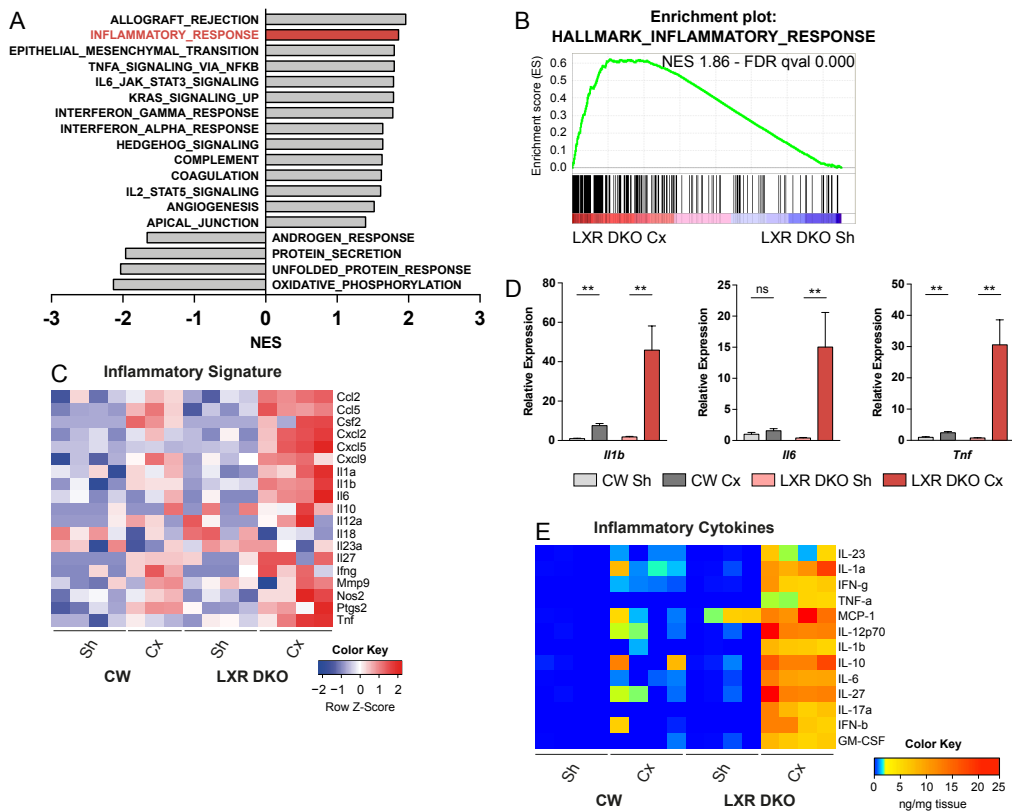 A
ALLOGRAFT_REJECTION
INFLAMMATORY_RESPONSE
EPITHELIAL_MESENCHYMAL_TRANSITION
TNFA_SIGNALING_VIA_NFKB
IL6_JAK_STAT3_SIGNALING
KRAS_SIGNALING_UP
INTERFERON_GAMMA_RESPONSE
INTERFERON_ALPHA_RESPONSE
HEDGEHOG_SIGNALING
COMPLEMENT
COAGULATION
IL2_STAT5_SIGNALING
ANGIOGENESIS
APICAL_JUNCTION
ANDROGEN_RESPONSE
PROTEIN_SECRETION
UNFOLDED_PROTEIN_RESPONSE
OXIDATIVE_PHOSPHORYLATION
−3 −2 −1 0 1 2 3
NES
B
Enrichment plot:
HALLMARK_INFLAMMATORY_RESPONSE
NES 1.86 - FDR qval 0.000
Enrichment score (ES)
0.6
0.5
0.4
0.3
0.2
0.1
0.0
LXR DKO Cx LXR DKO Sh
C
Inflammatory Signature
Ccl2
Ccl5
Csf2
Cxcl2
Cxcl5
Cxcl9
Il1a
Il1b
Il6
Il10
Il12a
Il18
Il23a
Il27
Ifng
Mmp9
Nos2
Ptgs2
Tnf
Sh Cx Sh Cx
CW LXR DKO
Color Key
−2 −1 0 1 2
Row Z-Score
D
Relative Expression
80
60
40
20
0
** **
Il1b
Relative Expression
20
15
10
5
0
ns **
Il6
Relative Expression
50
40
30
20
10
0
** **
Tnf
CW Sh CW Cx LXR DKO Sh LXR DKO Cx
E
Inflammatory Cytokines
IL-23
IL-1a
IFN-g
TNF-a
MCP-1
IL-12p70
IL-1b
IL-10
IL-6
IL-27
IL-17a
IFN-b
GM-CSF
Sh Cx Sh Cx
CW LXR DKO
Color Key
0 5 10 15 20 25
ng/mg tissue